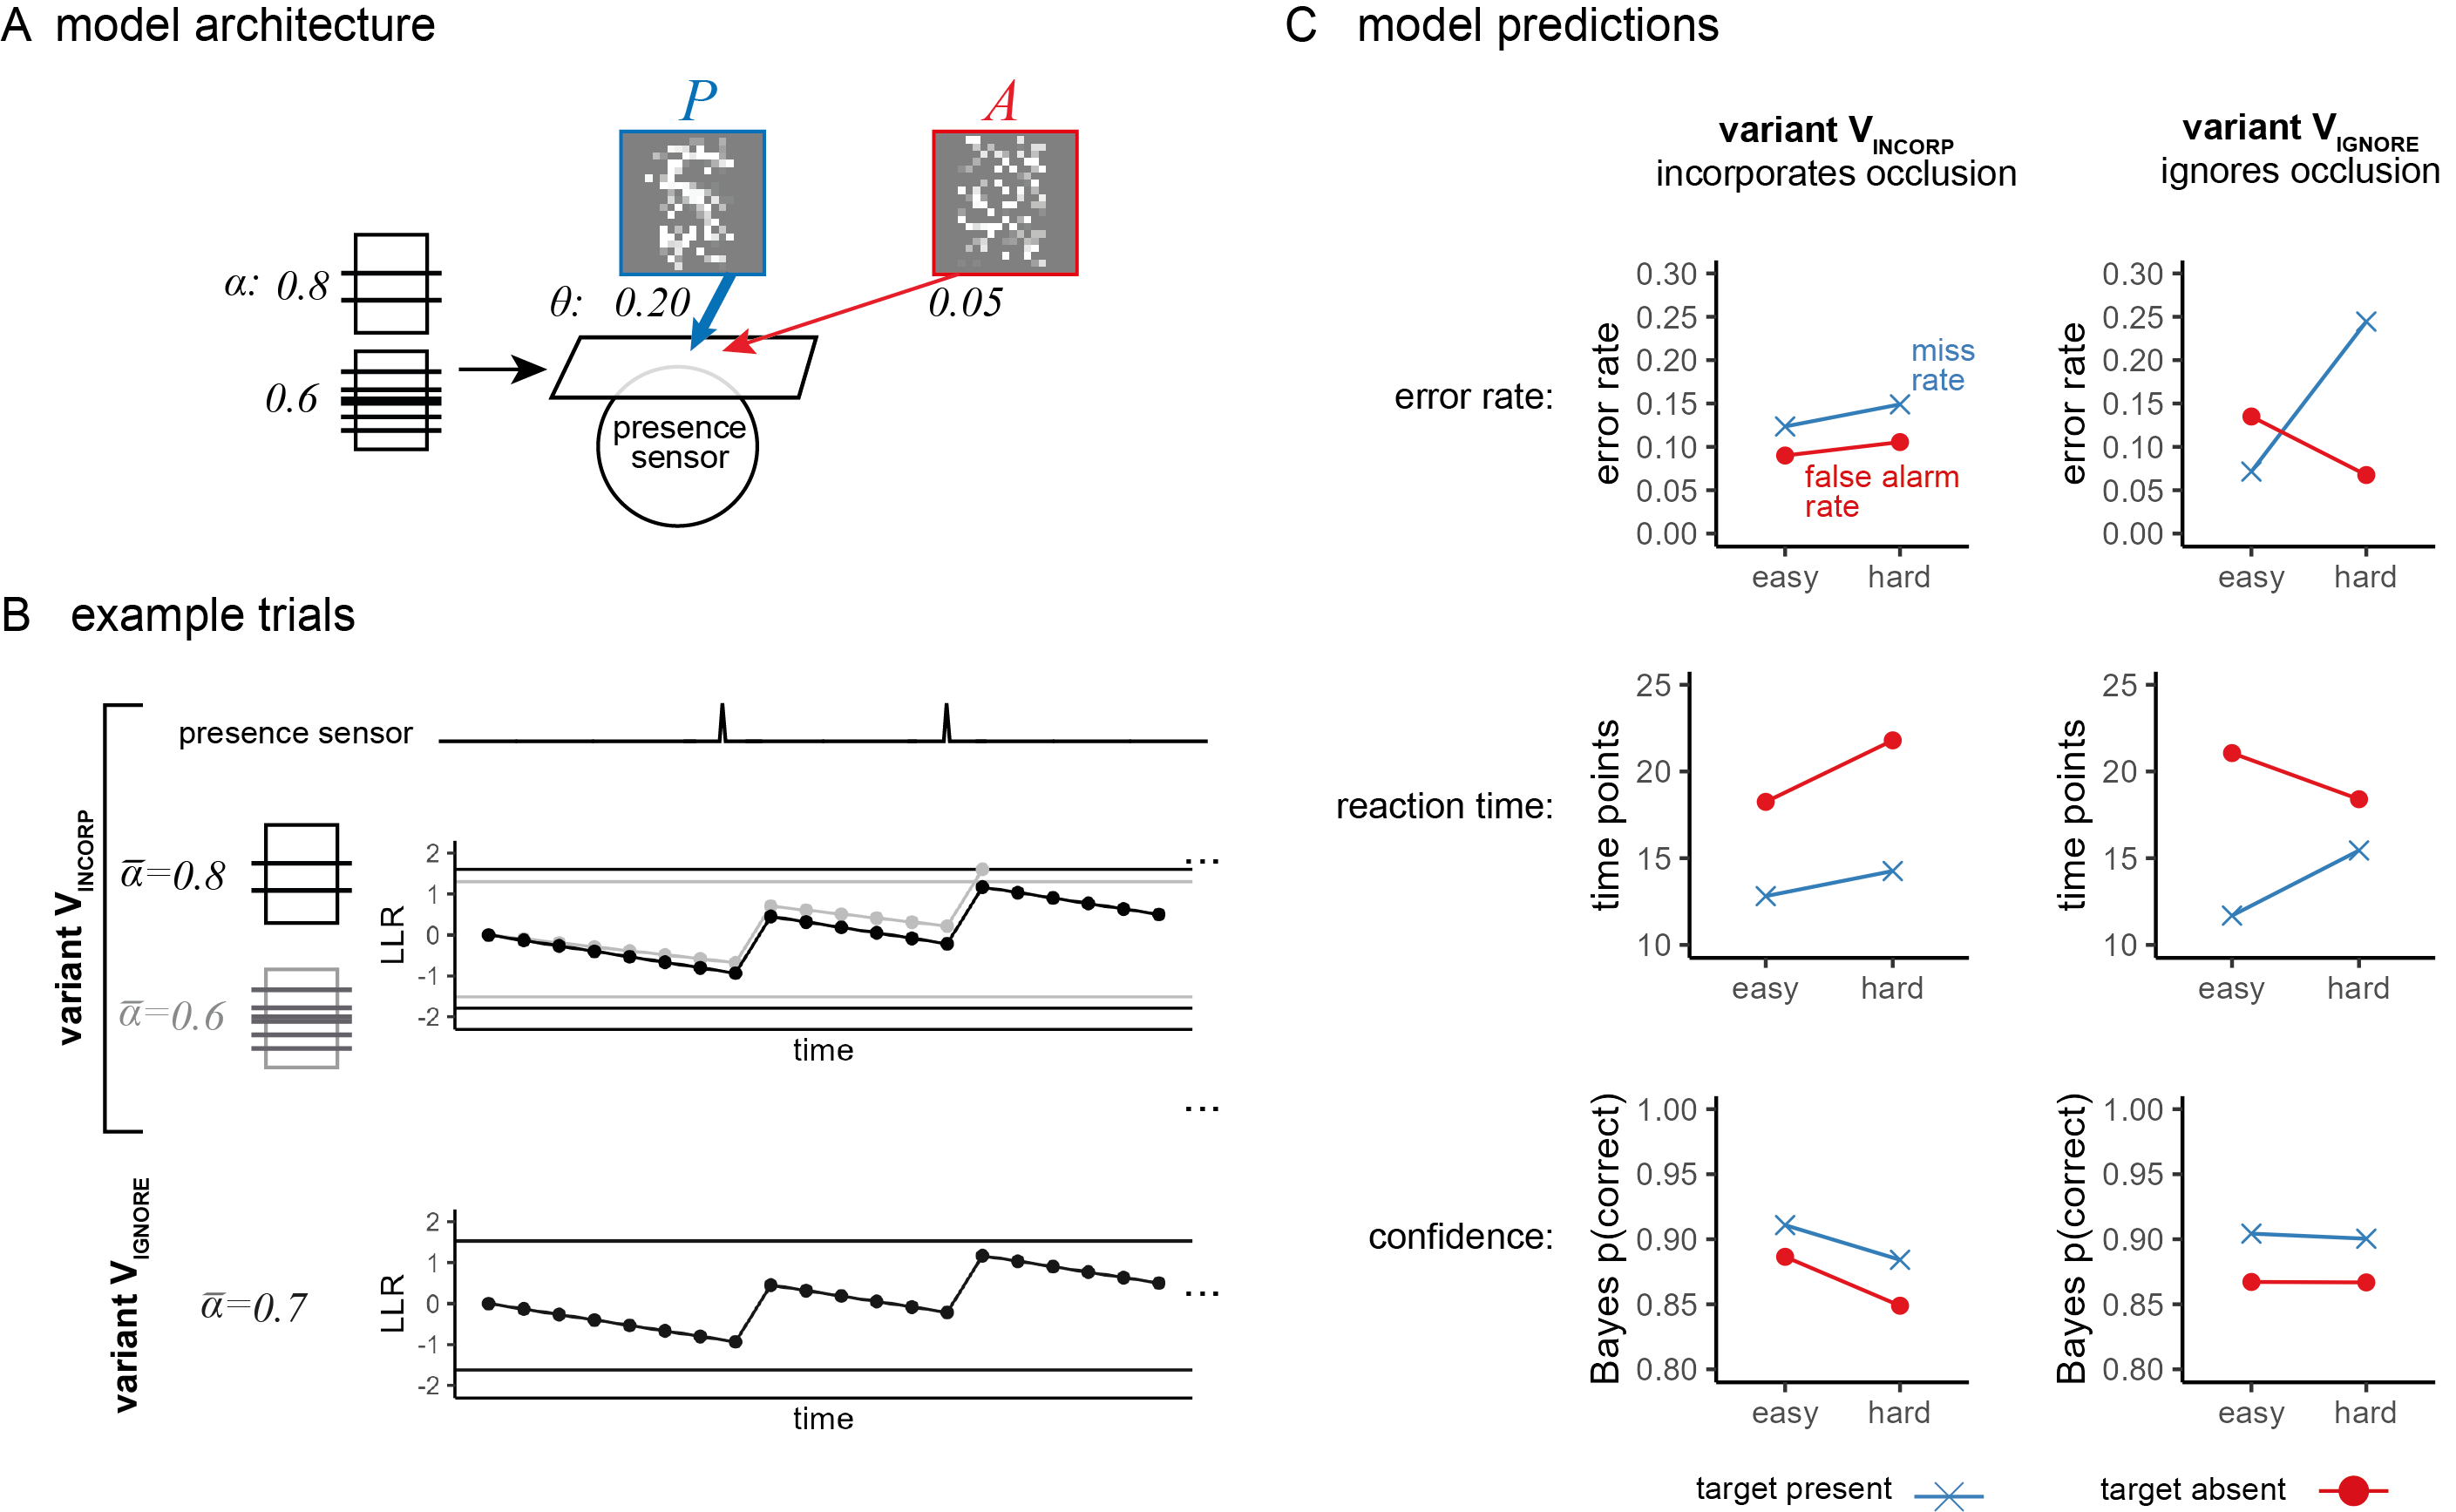 A model architecture
P
A
α: 0.8
θ: 0.20
0.05
0.6
presence
sensor
B example trials
variant VINCORP
presence sensor
α̅=0.8
α̅=0.6
2
1
0
-1
-2
LLR
time
...
...
variant VIGNORE
α̅=0.7
2
1
0
-1
-2
LLR
time
...
C model predictions
variant VINCORP
incorporates occlusion
variant VIGNORE
ignores occlusion
error rate:
error rate
0.30
0.25
0.20
0.15
0.10
0.05
0.00
miss
rate
false alarm
rate
easy hard
error rate
0.30
0.25
0.20
0.15
0.10
0.05
0.00
easy hard
reaction time:
time points
25
20
15
10
easy hard
time points
25
20
15
10
easy hard
confidence:
Bayes p(correct)
1.00
0.95
0.90
0.85
0.80
easy hard
Bayes p(correct)
1.00
0.95
0.90
0.85
0.80
easy hard
target present
target absent